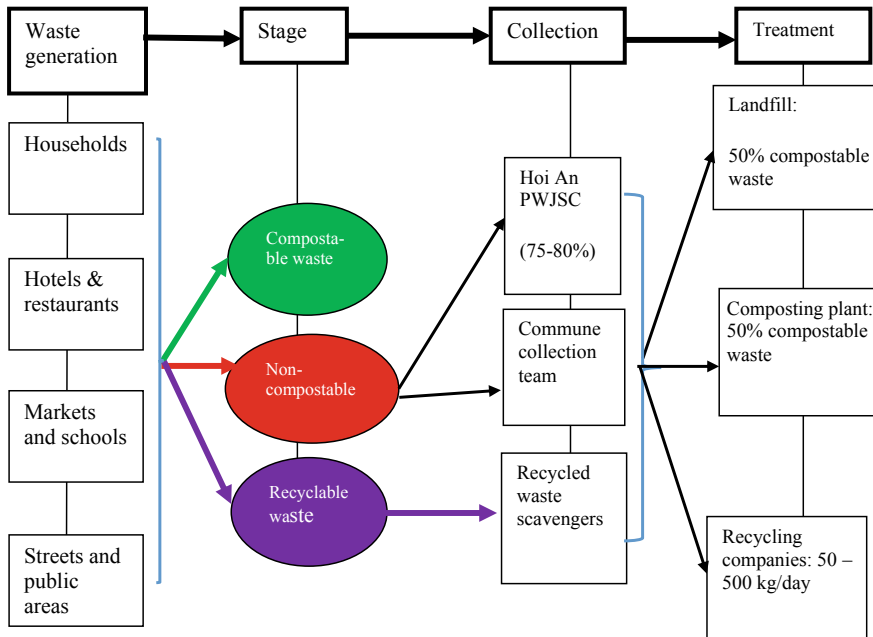 Waste
generation
Stage
Collection
Treatment
Households
Hotels &
restaurants
Markets
and schools
Streets and
public
areas
Composta-
ble waste
Non-
compostable
Recyclable
waste
Hoi An
PWJSC
(75-80%)
Commune
collection
team
Recycled
waste
scavengers
Landfill:
50% compostable
waste
Composting plant:
50% compostable
waste
Recycling
companies: 50 –
500 kg/day